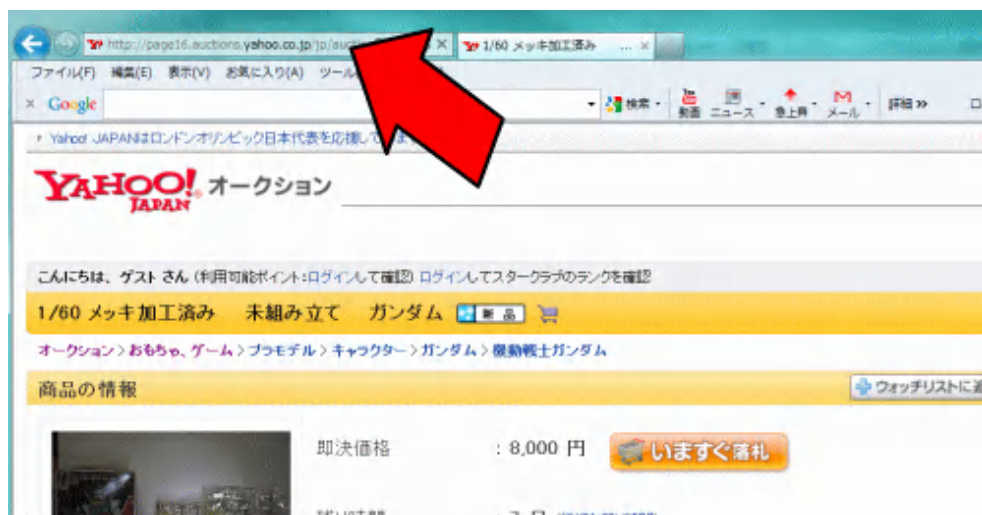 http://page16.auctions.yahoo.co.jp/jp/auc
1/60 メッキ加工済み ...
ファイル(F) 編集(E) 表示(V) お気に入り(A) ツール
× Google 検索 動画 ニュース 急上昇 メール 詳細 »
Yahoo! JAPANはロンドンオリンピック日本代表を応援し
YAHOO! JAPAN オークション
こんにちは、ゲスト さん (利用可能ポイント:ログインして確認) ログインしてスタークラブのランクを確認
1/60 メッキ加工済み 未組み立て ガンダム 新品
オークション > おもちゃ、ゲーム > プラモデル > キャラクター > ガンダム > 機動戦士ガンダム
商品の情報 ウォッチリストに追
即決価格 : 8,000 円 いますぐ落札